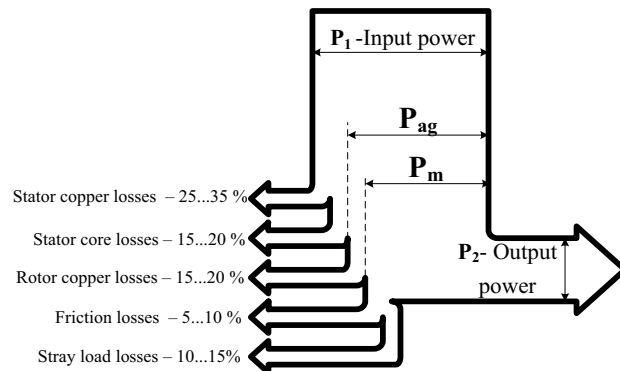 P1 -Input power
Pag
Pm
Stator copper losses – 25...35 %
Stator core losses – 15...20 %
Rotor copper losses – 15...20 %
Friction losses – 5...10 %
Stray load losses – 10...15%
P2- Output
power